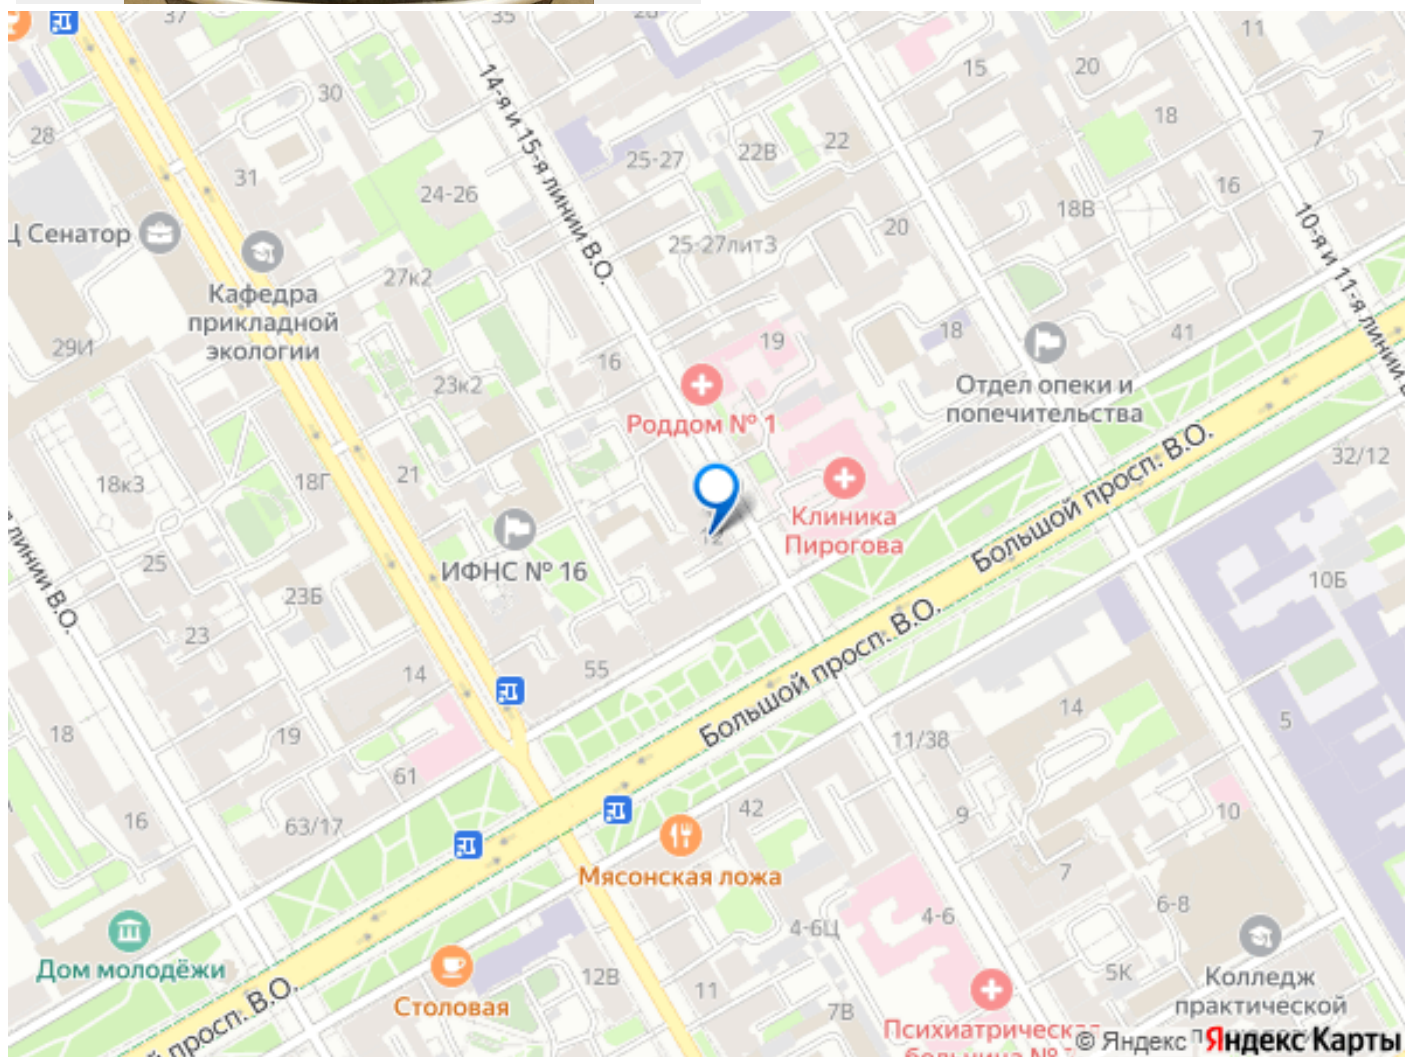 37
35
28
11
15
20
30
18
28
14-я и 15-я линии В.О.
25-27
22В
22
7
31
24-26
16
18В
10-я и 11-я линии
Ц Сенатор
25-27лит3
20
27к2
Кафедра
прикладной
экологии
29И
19
18
41
16
23к2
Отдел опеки и
попечительства
Роддом № 1
32/12
18к3
18Г
21
Большой просп. В.О.
Клиника
Пирогова
12
ИФНС № 16
линии В.О.
25
10Б
23Б
23
55
14
Большой просп. В.О.
14
18
19
11/38
5
61
42
9
10
16
63/17
Мясонская ложа
7
4-6
6-8
4-6Ц
Дом молодёжи
12В
5К
Колледж
практической
Столовая
11
7В
й просп. В.О.
Психиатрическа
© Яндекс
Яндекс Карты